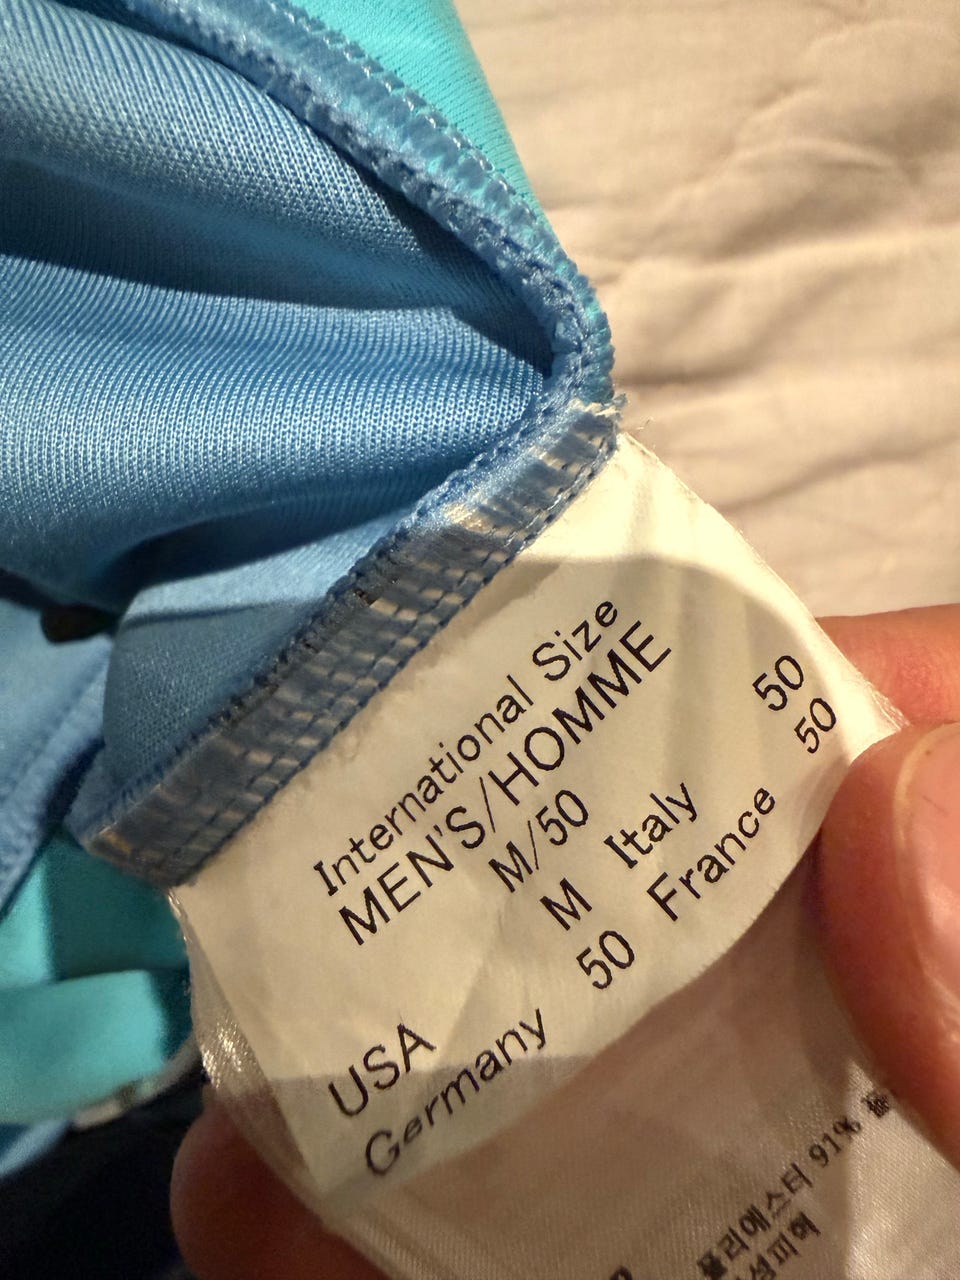 International Size
MEN'S/HOMME
M/50
USA M Italy 50
Germany 50 France 50
폴리에스터 91%